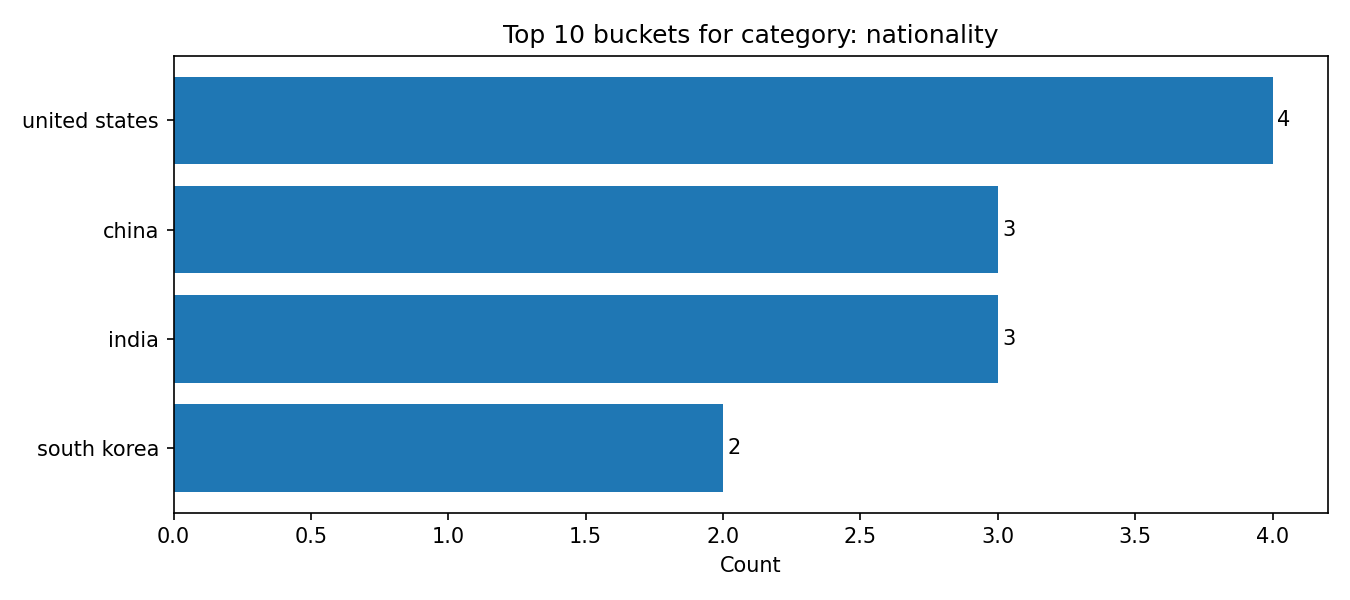 Top 10 buckets for category: nationality
united states
4
china
3
india
3
south korea
2
0.0 0.5 1.0 1.5 2.0 2.5 3.0 3.5 4.0
Count